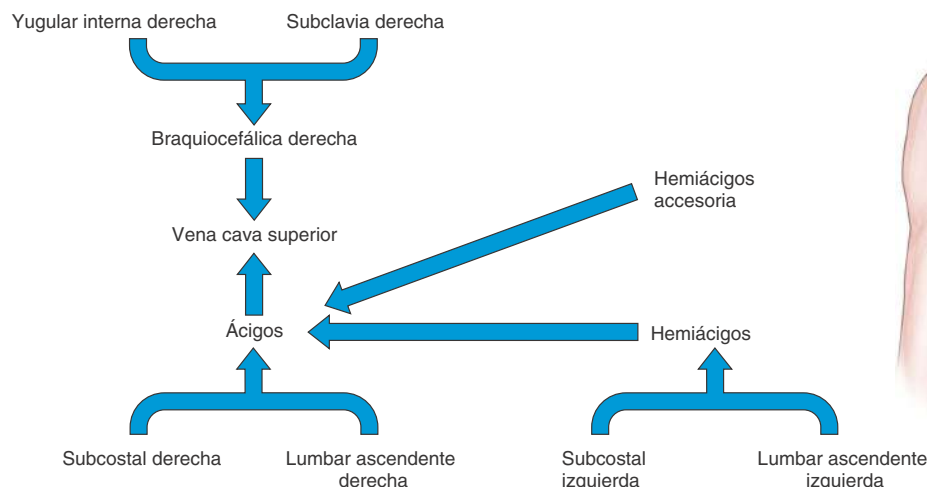 Yugular interna derecha
Subclavia derecha
Braquiocefálica derecha
Hemiácigos
accesoria
Vena cava superior
Ácigos
Hemiácigos
Subcostal derecha
Lumbar ascendente
derecha
Subcostal
izquierda
Lumbar ascendente
izquierda